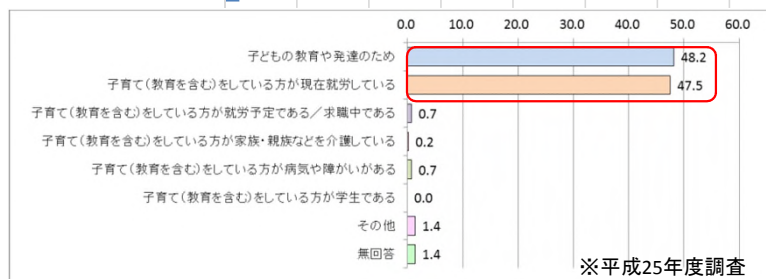 0.0 10.0 20.0 30.0 40.0 50.0 60.0
子どもの教育や発達のため 48.2
子育て(教育を含む)をしている方が現在就労している 47.5
子育て(教育を含む)をしている方が就労予定である/求職中である 0.7
子育て(教育を含む)をしている方が家族・親族などを介護している 0.2
子育て(教育を含む)をしている方が病気や障がいがある 0.7
子育て(教育を含む)をしている方が学生である 0.0
その他 1.4
無回答 1.4
※平成25年度調査